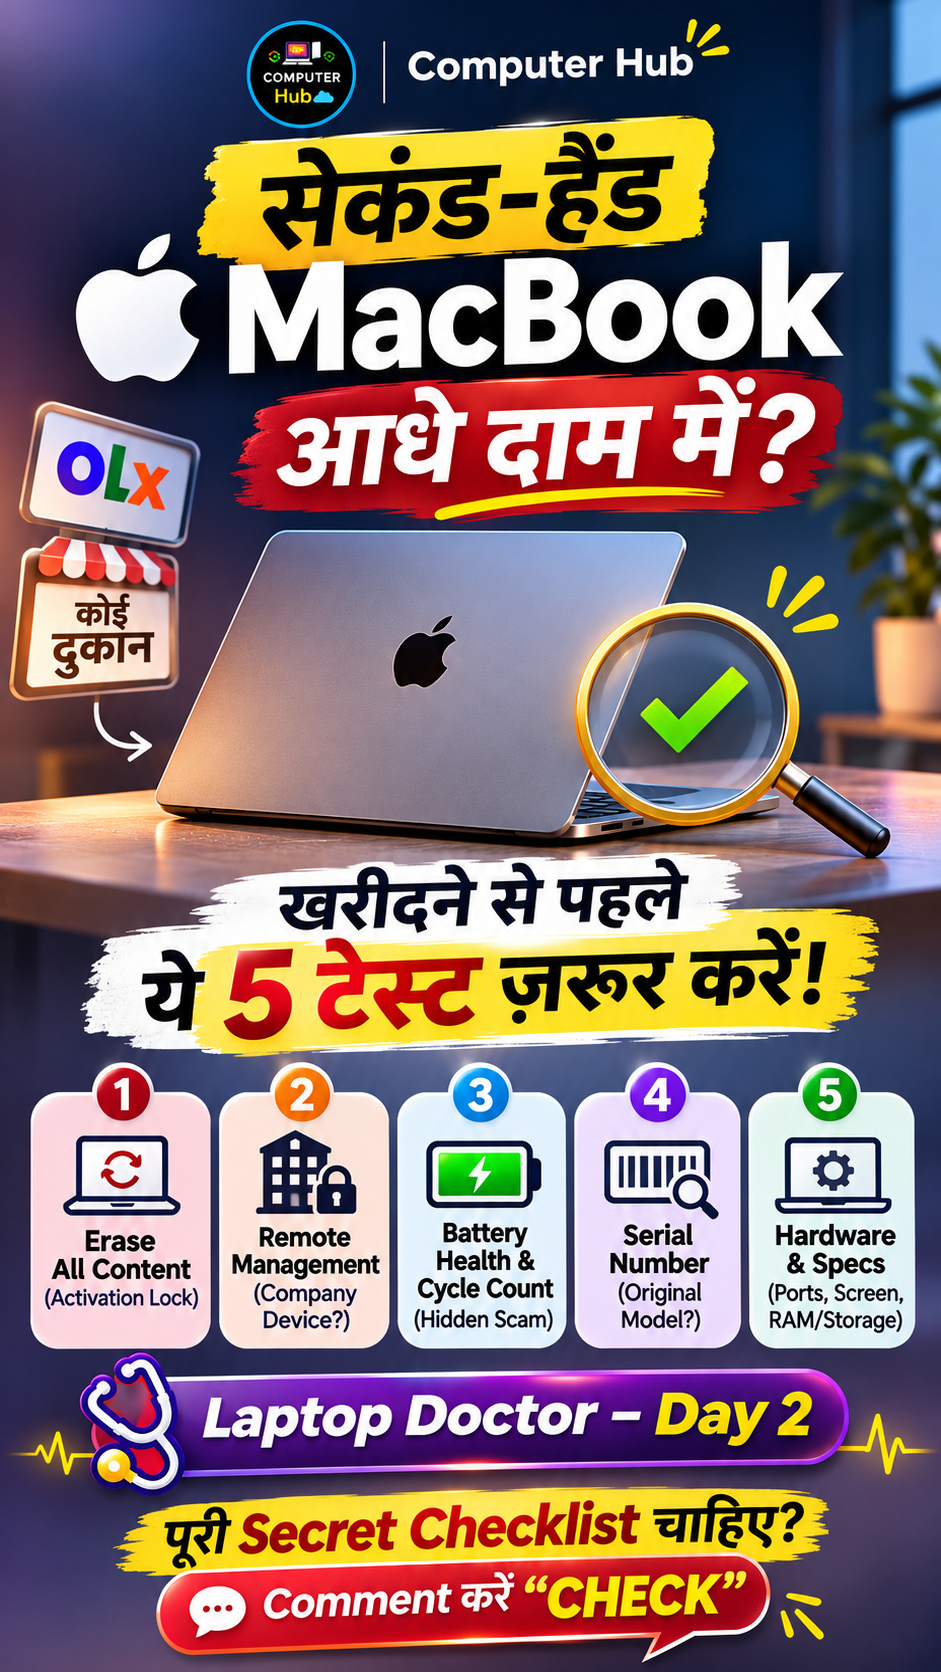 COMPUTER
Hub
Computer Hub
सेकंड-हैंड
MacBook
आधे दाम में?
OLX
कोई
दुकान
खरीदने से पहले
ये 5 टेस्ट ज़रूर करें!
1
Erase
All Content
(Activation Lock)
2
Remote
Management
(Company
Device?)
3
Battery
Health &
Cycle Count
(Hidden Scam)
4
Serial
Number
(Original
Model?)
5
Hardware
& Specs
(Ports, Screen,
RAM/Storage)
Laptop Doctor – Day 2
पूरी Secret Checklist चाहिए?
Comment करें “CHECK”